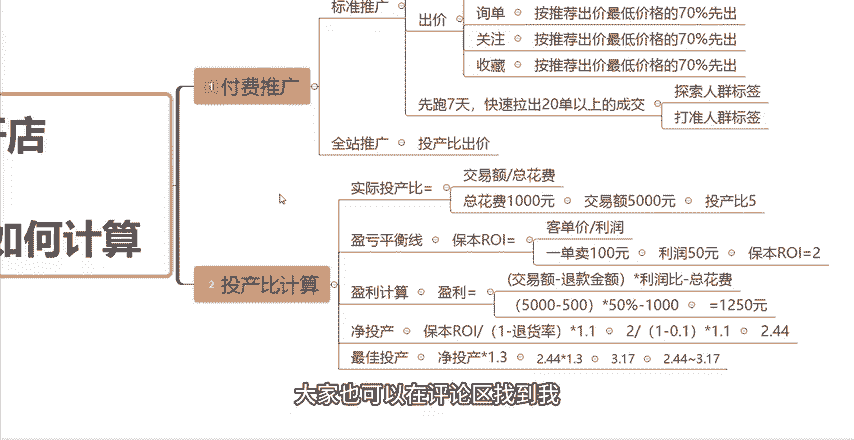 开店
如何计算
1 付费推广
标准推广
出价
询单 按推荐出价最低价格的70%先出
关注 按推荐出价最低价格的70%先出
收藏 按推荐出价最低价格的70%先出
先跑7天，快速拉出20单以上的成交
探索人群标签
打准人群标签
全站推广 投产比出价
2 投产比计算
实际投产比=
交易额/总花费
总花费1000元 交易额5000元 投产比5
盈亏平衡线 保本ROI=
客单价/利润
一单卖100元 利润50元 保本ROI=2
盈利计算 盈利=
(交易额-退款金额）*利润比-总花费
（5000-500）*50%-1000 =1250元
净投产 保本ROI/（1-退货率）*1.1 2/（1-0.1）*1.1 2.44
最佳投产 净投产*1.3 2.44*1.3 3.17 2.44~3.17
大家也可以在评论区找到我